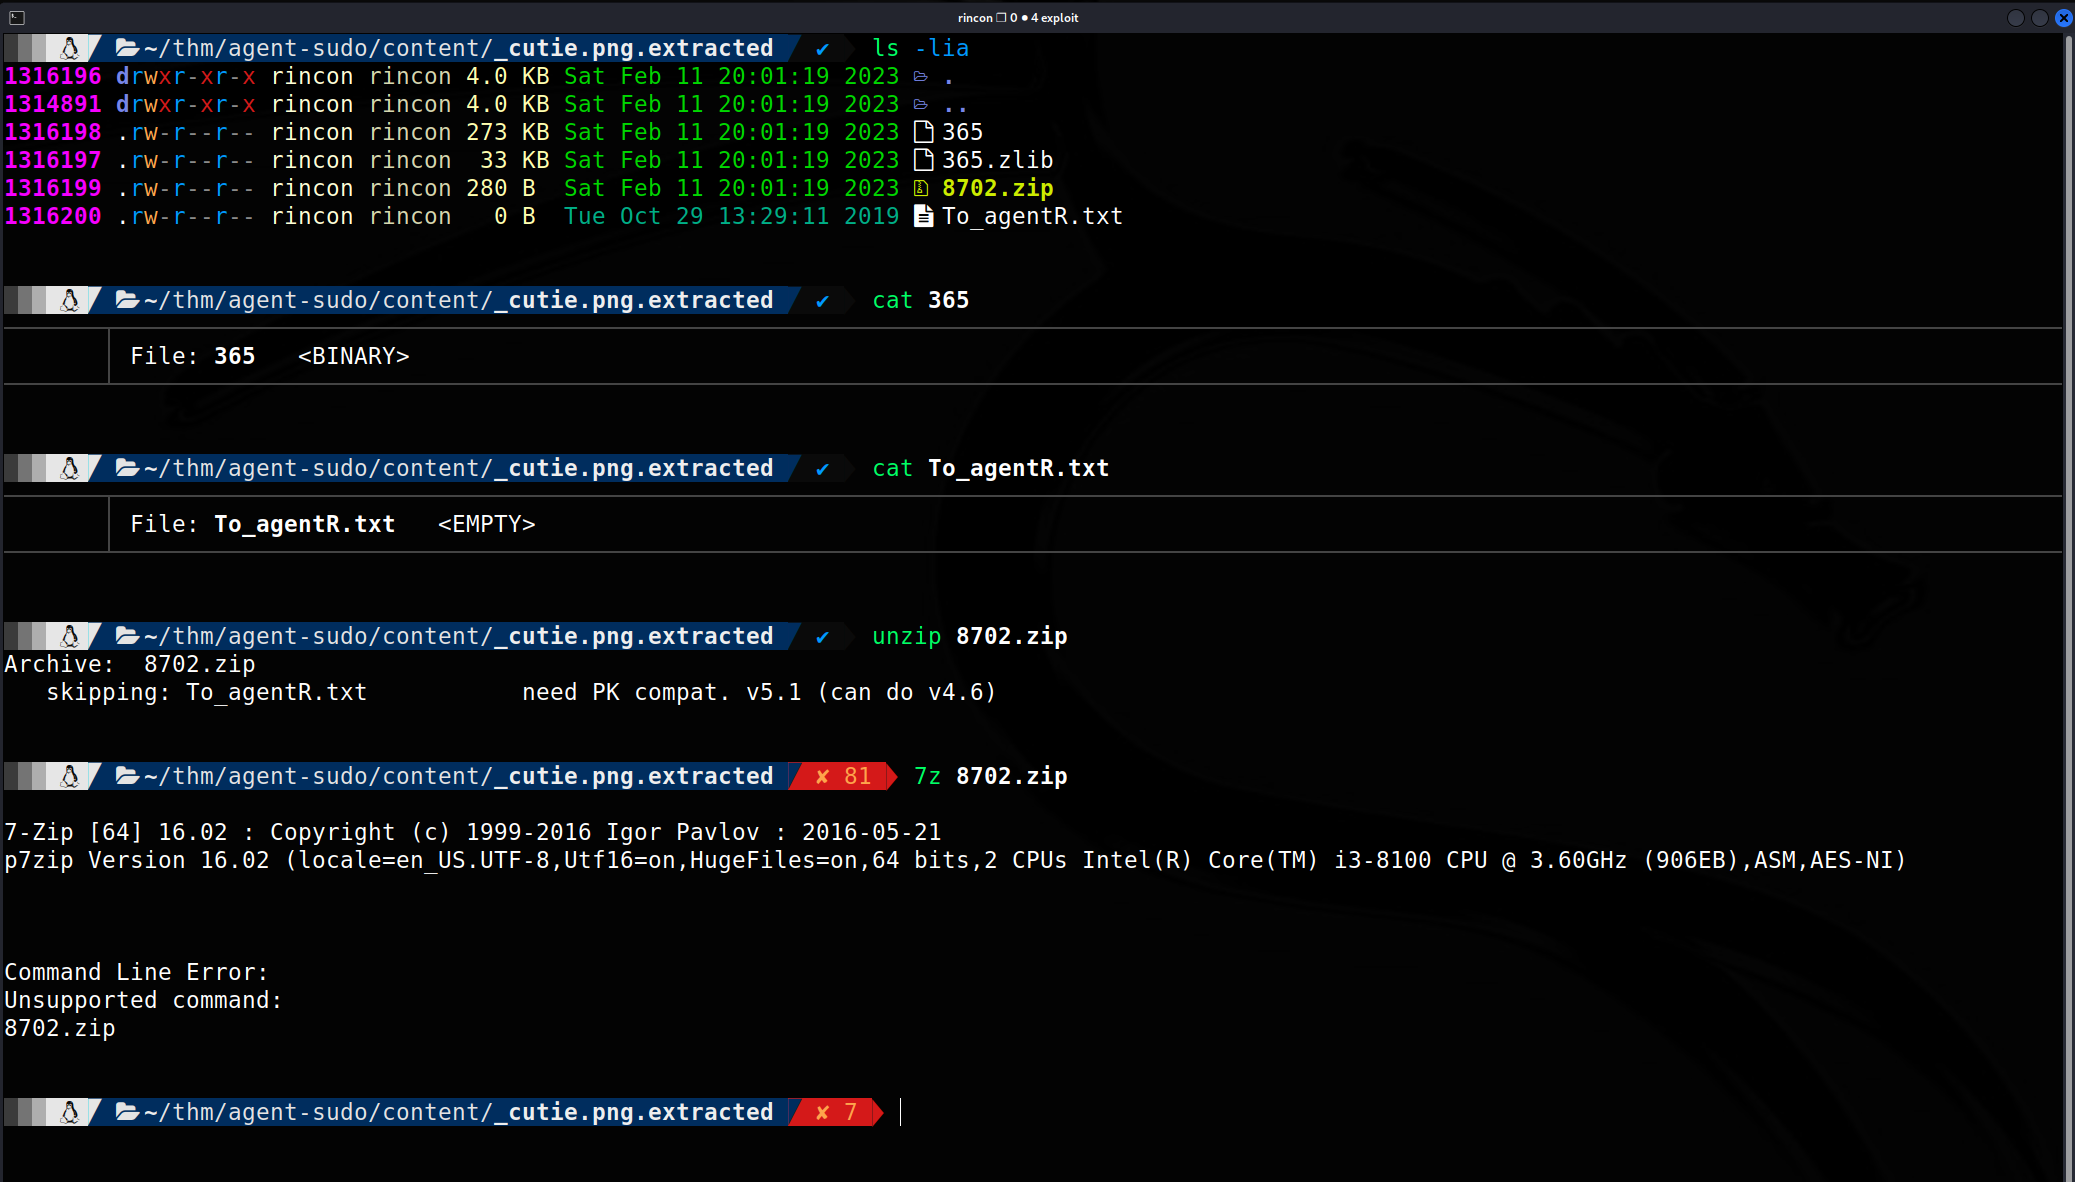 rincon ❐ 0 ● 4 exploit
~/thm/agent-sudo/content/_cutie.png.extracted ✔ ls -lia
1316196 drwxr-xr-x rincon rincon 4.0 KB Sat Feb 11 20:01:19 2023 .
1314891 drwxr-xr-x rincon rincon 4.0 KB Sat Feb 11 20:01:19 2023 ..
1316198 .rw-r--r-- rincon rincon 273 KB Sat Feb 11 20:01:19 2023 365
1316197 .rw-r--r-- rincon rincon  33 KB Sat Feb 11 20:01:19 2023 365.zlib
1316199 .rw-r--r-- rincon rincon 280 B  Sat Feb 11 20:01:19 2023 8702.zip
1316200 .rw-r--r-- rincon rincon   0 B  Tue Oct 29 13:29:11 2019 To_agentR.txt
~/thm/agent-sudo/content/_cutie.png.extracted ✔ cat 365
File: 365   <BINARY>
~/thm/agent-sudo/content/_cutie.png.extracted ✔ cat To_agentR.txt
File: To_agentR.txt   <EMPTY>
~/thm/agent-sudo/content/_cutie.png.extracted ✔ unzip 8702.zip
Archive:  8702.zip
   skipping: To_agentR.txt           need PK compat. v5.1 (can do v4.6)
~/thm/agent-sudo/content/_cutie.png.extracted ✘ 81 7z 8702.zip
7-Zip [64] 16.02 : Copyright (c) 1999-2016 Igor Pavlov : 2016-05-21
p7zip Version 16.02 (locale=en_US.UTF-8,Utf16=on,HugeFiles=on,64 bits,2 CPUs Intel(R) Core(TM) i3-8100 CPU @ 3.60GHz (906EB),ASM,AES-NI)
Command Line Error:
Unsupported command:
8702.zip
~/thm/agent-sudo/content/_cutie.png.extracted ✘ 7